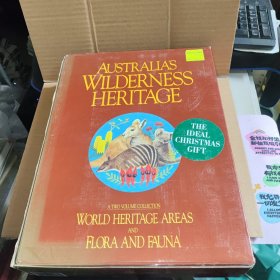 AUSTRALIA'S
WILDERNESS
HERITAGE
THE
IDEAL
CHRISTMAS
GIFT
A TWO VOLUME COLLECTION
WORLD HERITAGE AREAS
AND
FLORA AND FAUNA